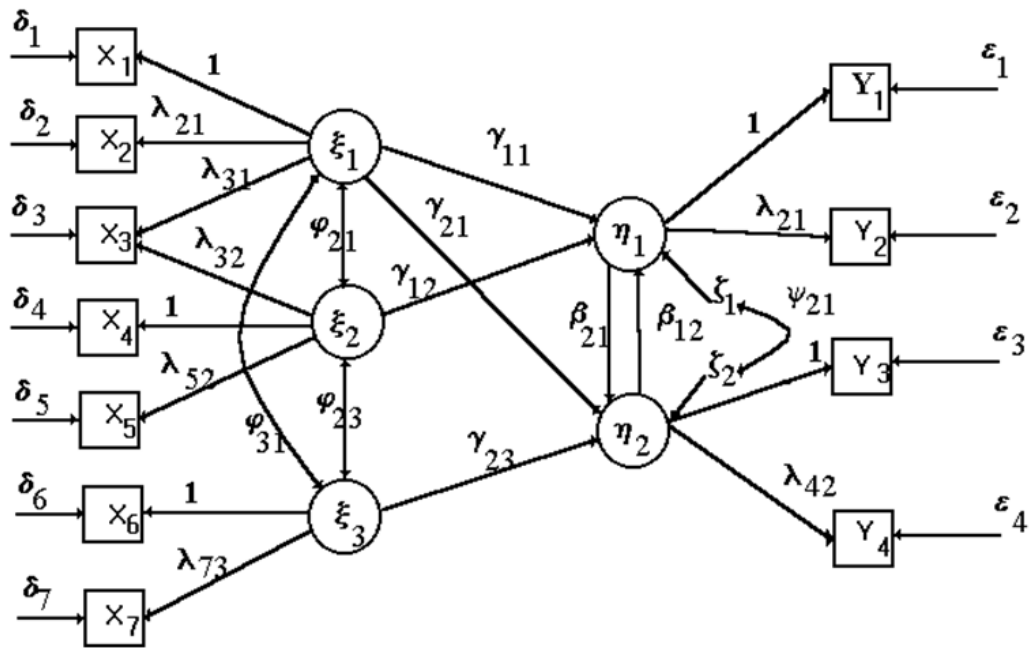 δ1
X1
1
ε1
Y1
δ2
X2
λ21
ξ1
γ11
1
δ3
X3
λ31
λ32
φ21
γ21
γ12
η1
λ21
Y2
ε2
δ4
X4
1
ξ2
β21
β12
ζ1
ψ21
ζ2
1
Y3
ε3
δ5
X5
λ52
φ31
φ23
γ23
η2
λ42
δ6
X6
1
ξ3
Y4
ε4
δ7
X7
λ73